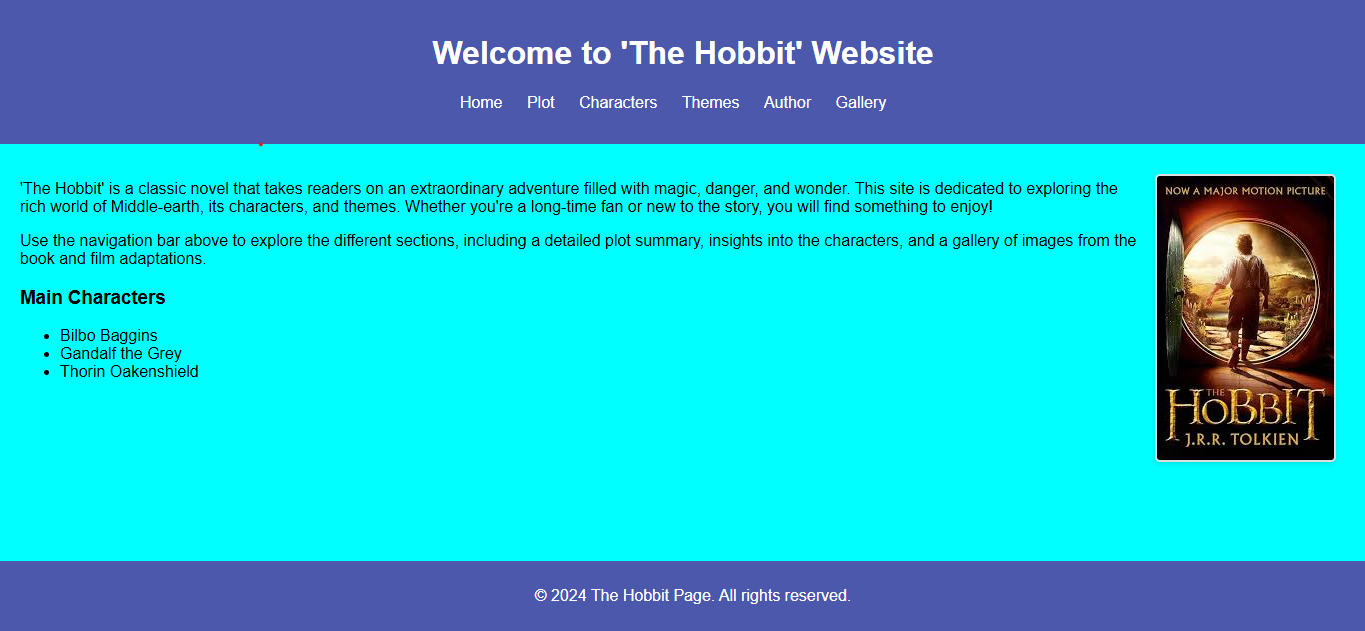 Welcome to 'The Hobbit' Website
Home Plot Characters Themes Author Gallery
'The Hobbit' is a classic novel that takes readers on an extraordinary adventure filled with magic, danger, and wonder. This site is dedicated to exploring the
rich world of Middle-earth, its characters, and themes. Whether you're a long-time fan or new to the story, you will find something to enjoy!
Use the navigation bar above to explore the different sections, including a detailed plot summary, insights into the characters, and a gallery of images from the
book and film adaptations.
Main Characters
• Bilbo Baggins
• Gandalf the Grey
• Thorin Oakenshield
NOW A MAJOR MOTION PICTURE
THE
HOBBIT
J.R.R. TOLKIEN
© 2024 The Hobbit Page. All rights reserved.